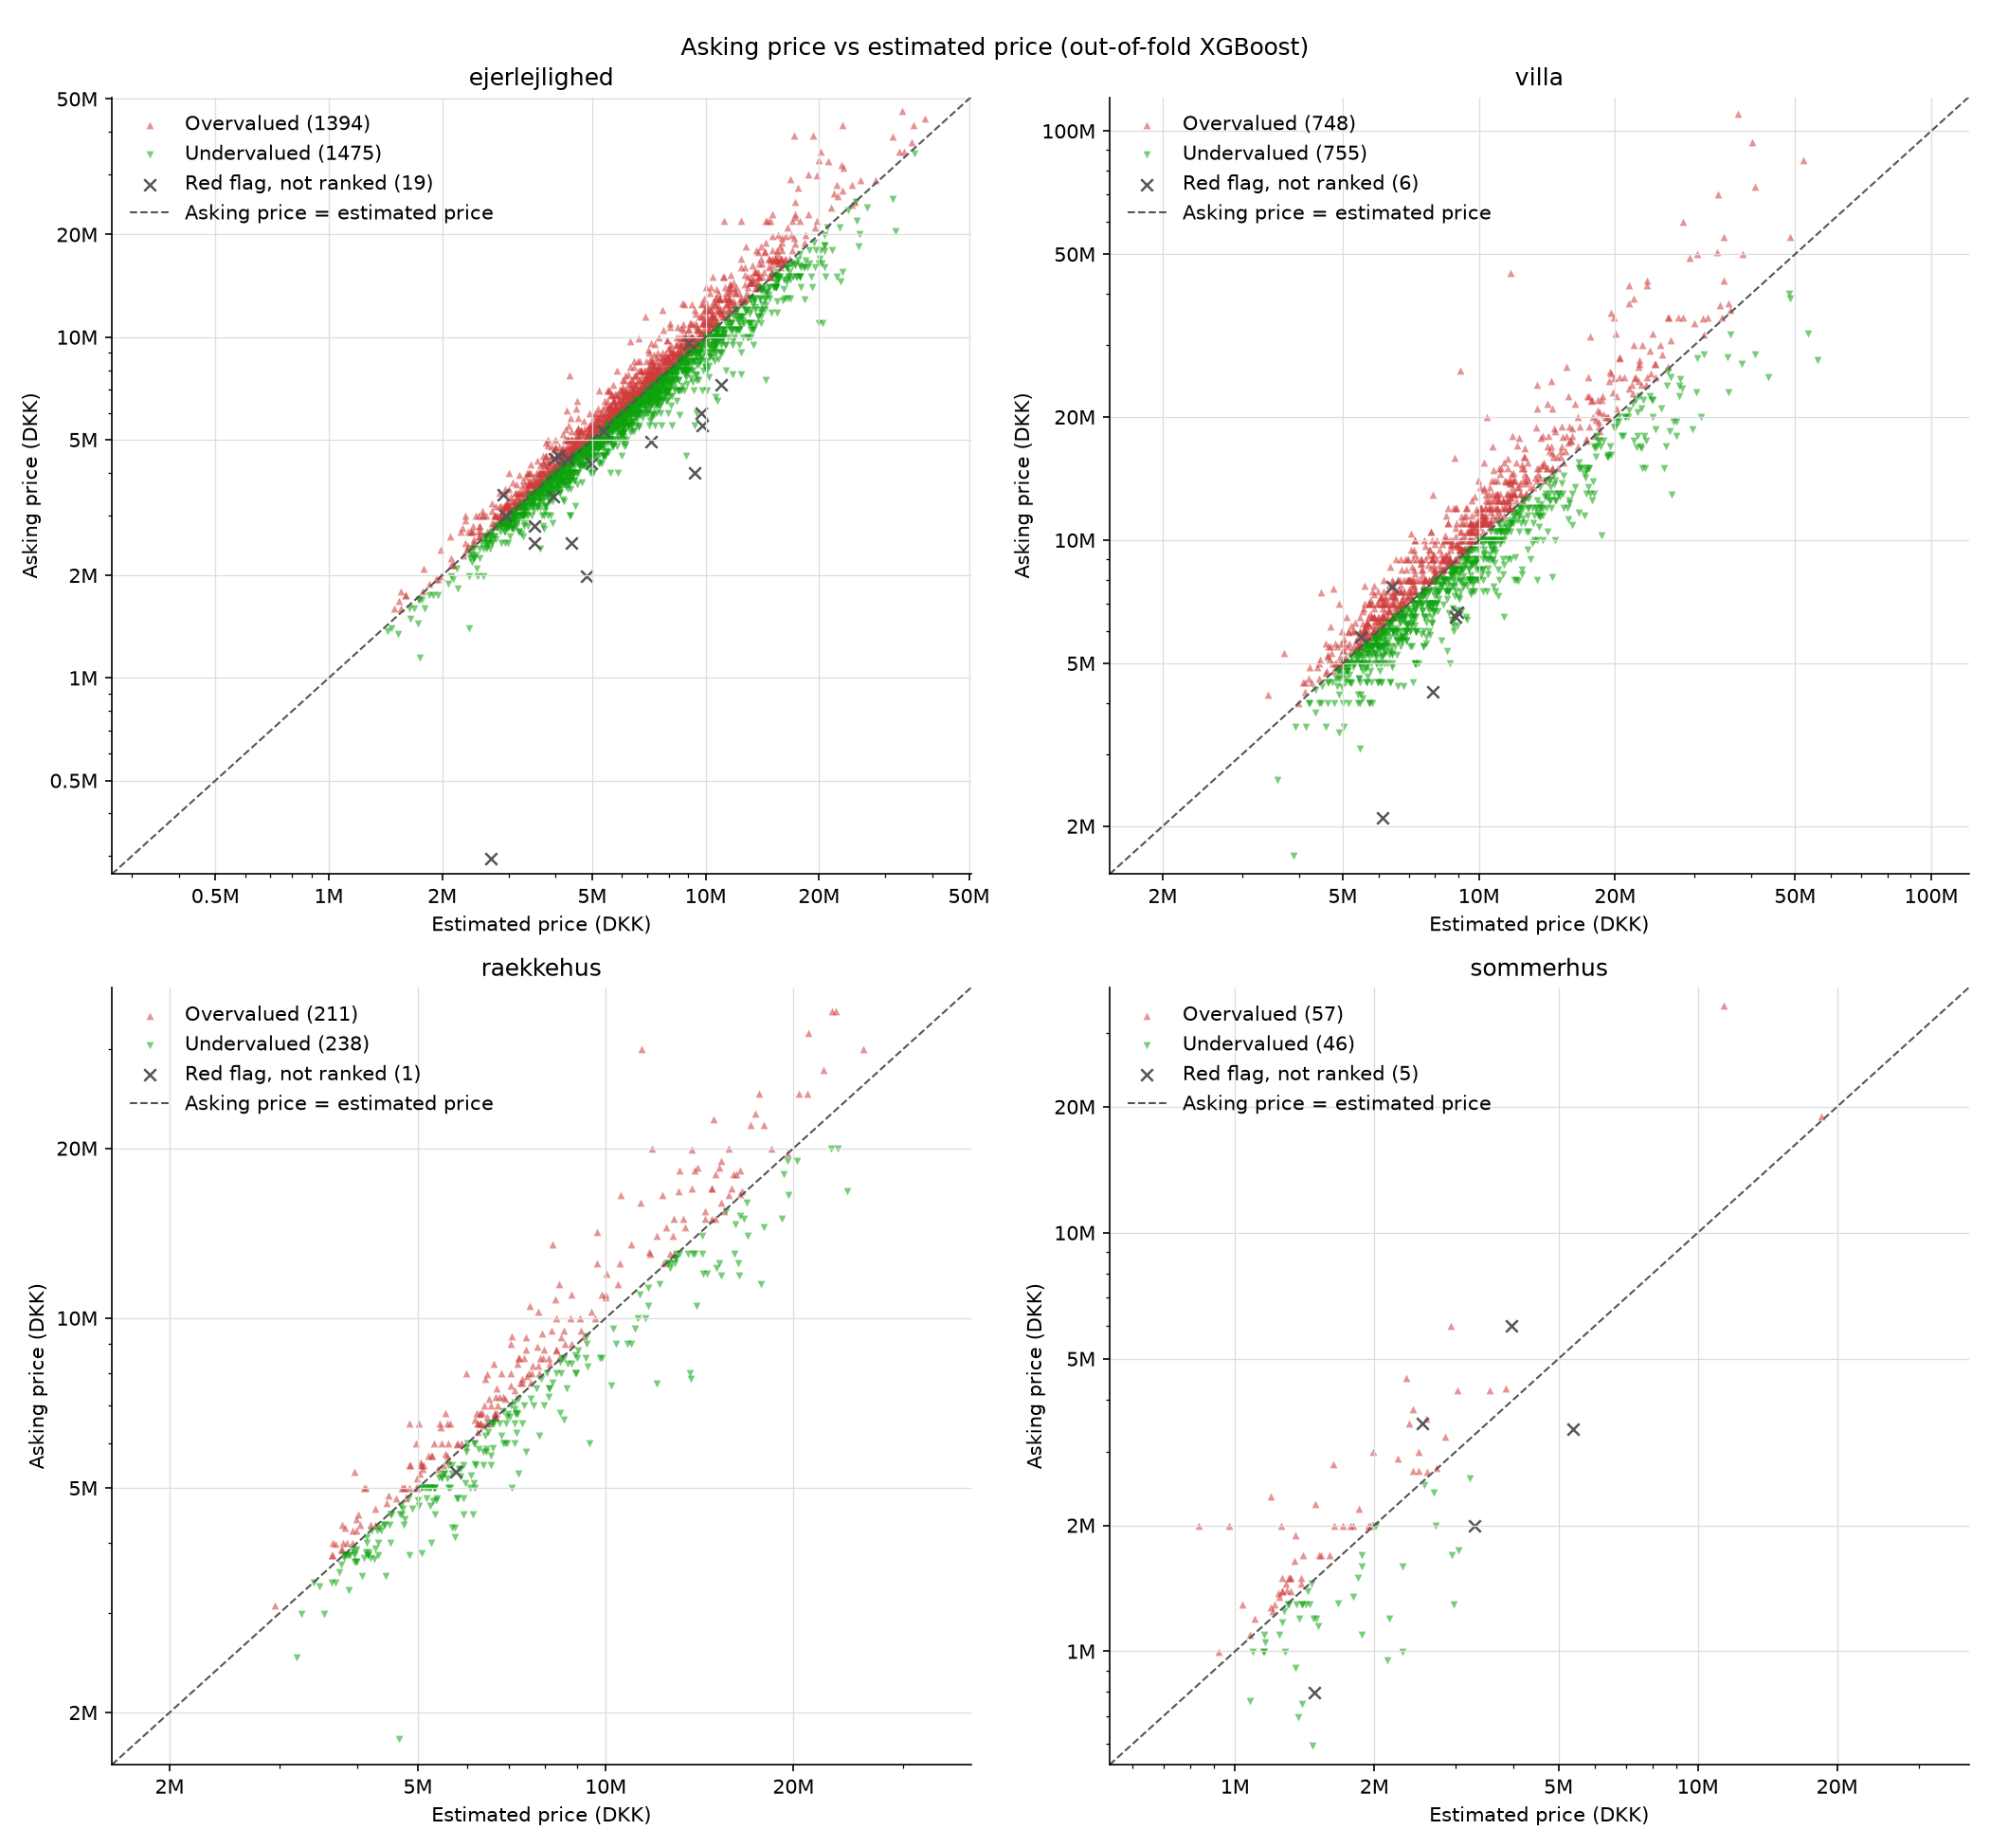 Asking price vs estimated price (out-of-fold XGBoost)
ejerlejlighed
Overvalued (1394)
Undervalued (1475)
Red flag, not ranked (19)
Asking price = estimated price
50M
20M
10M
5M
2M
1M
0.5M
Asking price (DKK)
0.5M 1M 2M 5M 10M 20M 50M
Estimated price (DKK)
villa
Overvalued (748)
Undervalued (755)
Red flag, not ranked (6)
Asking price = estimated price
100M
50M
20M
10M
5M
2M
Asking price (DKK)
2M 5M 10M 20M 50M 100M
Estimated price (DKK)
raekkehus
Overvalued (211)
Undervalued (238)
Red flag, not ranked (1)
Asking price = estimated price
20M
10M
5M
2M
Asking price (DKK)
2M 5M 10M 20M
Estimated price (DKK)
sommerhus
Overvalued (57)
Undervalued (46)
Red flag, not ranked (5)
Asking price = estimated price
20M
10M
5M
2M
1M
Asking price (DKK)
1M 2M 5M 10M 20M
Estimated price (DKK)